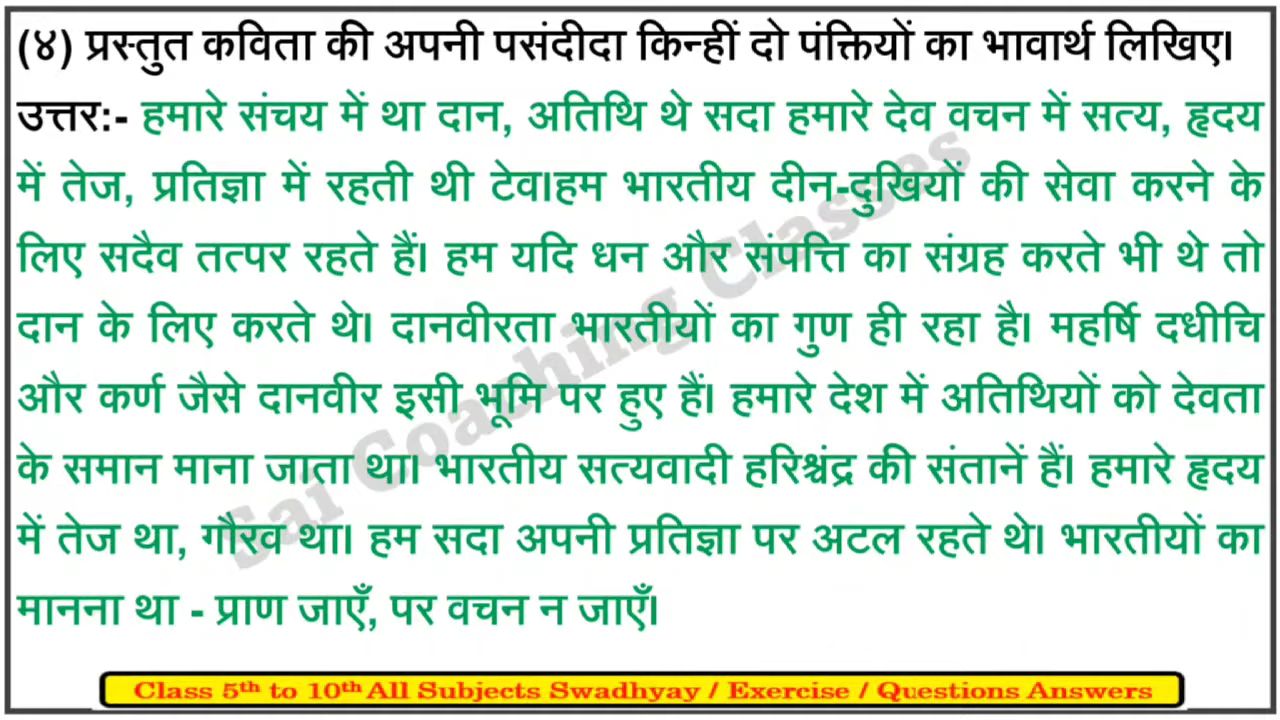 (४) प्रस्तुत कविता की अपनी पसंदीदा किन्हीं दो पंक्तियों का भावार्थ लिखिए।
उत्तर:- हमारे संचय में था दान, अतिथि थे सदा हमारे देव वचन में सत्य, हृदय
में तेज, प्रतिज्ञा में रहती थी टेव।हम भारतीय दीन-दुखियों की सेवा करने के
लिए सदैव तत्पर रहते हैं। हम यदि धन और संपत्ति का संग्रह करते भी थे तो
दान के लिए करते थे। दानवीरता भारतीयों का गुण ही रहा है। महर्षि दधीचि
और कर्ण जैसे दानवीर इसी भूमि पर हुए हैं। हमारे देश में अतिथियों को देवता
के समान माना जाता था। भारतीय सत्यवादी हरिश्चंद्र की संतानें हैं। हमारे हृदय
में तेज था, गौरव था। हम सदा अपनी प्रतिज्ञा पर अटल रहते थे। भारतीयों का
मानना था - प्राण जाएँ, पर वचन न जाएँ।
Sai Coaching Classes
Class 5th to 10th All Subjects Swadhyay / Exercise / Questions Answers